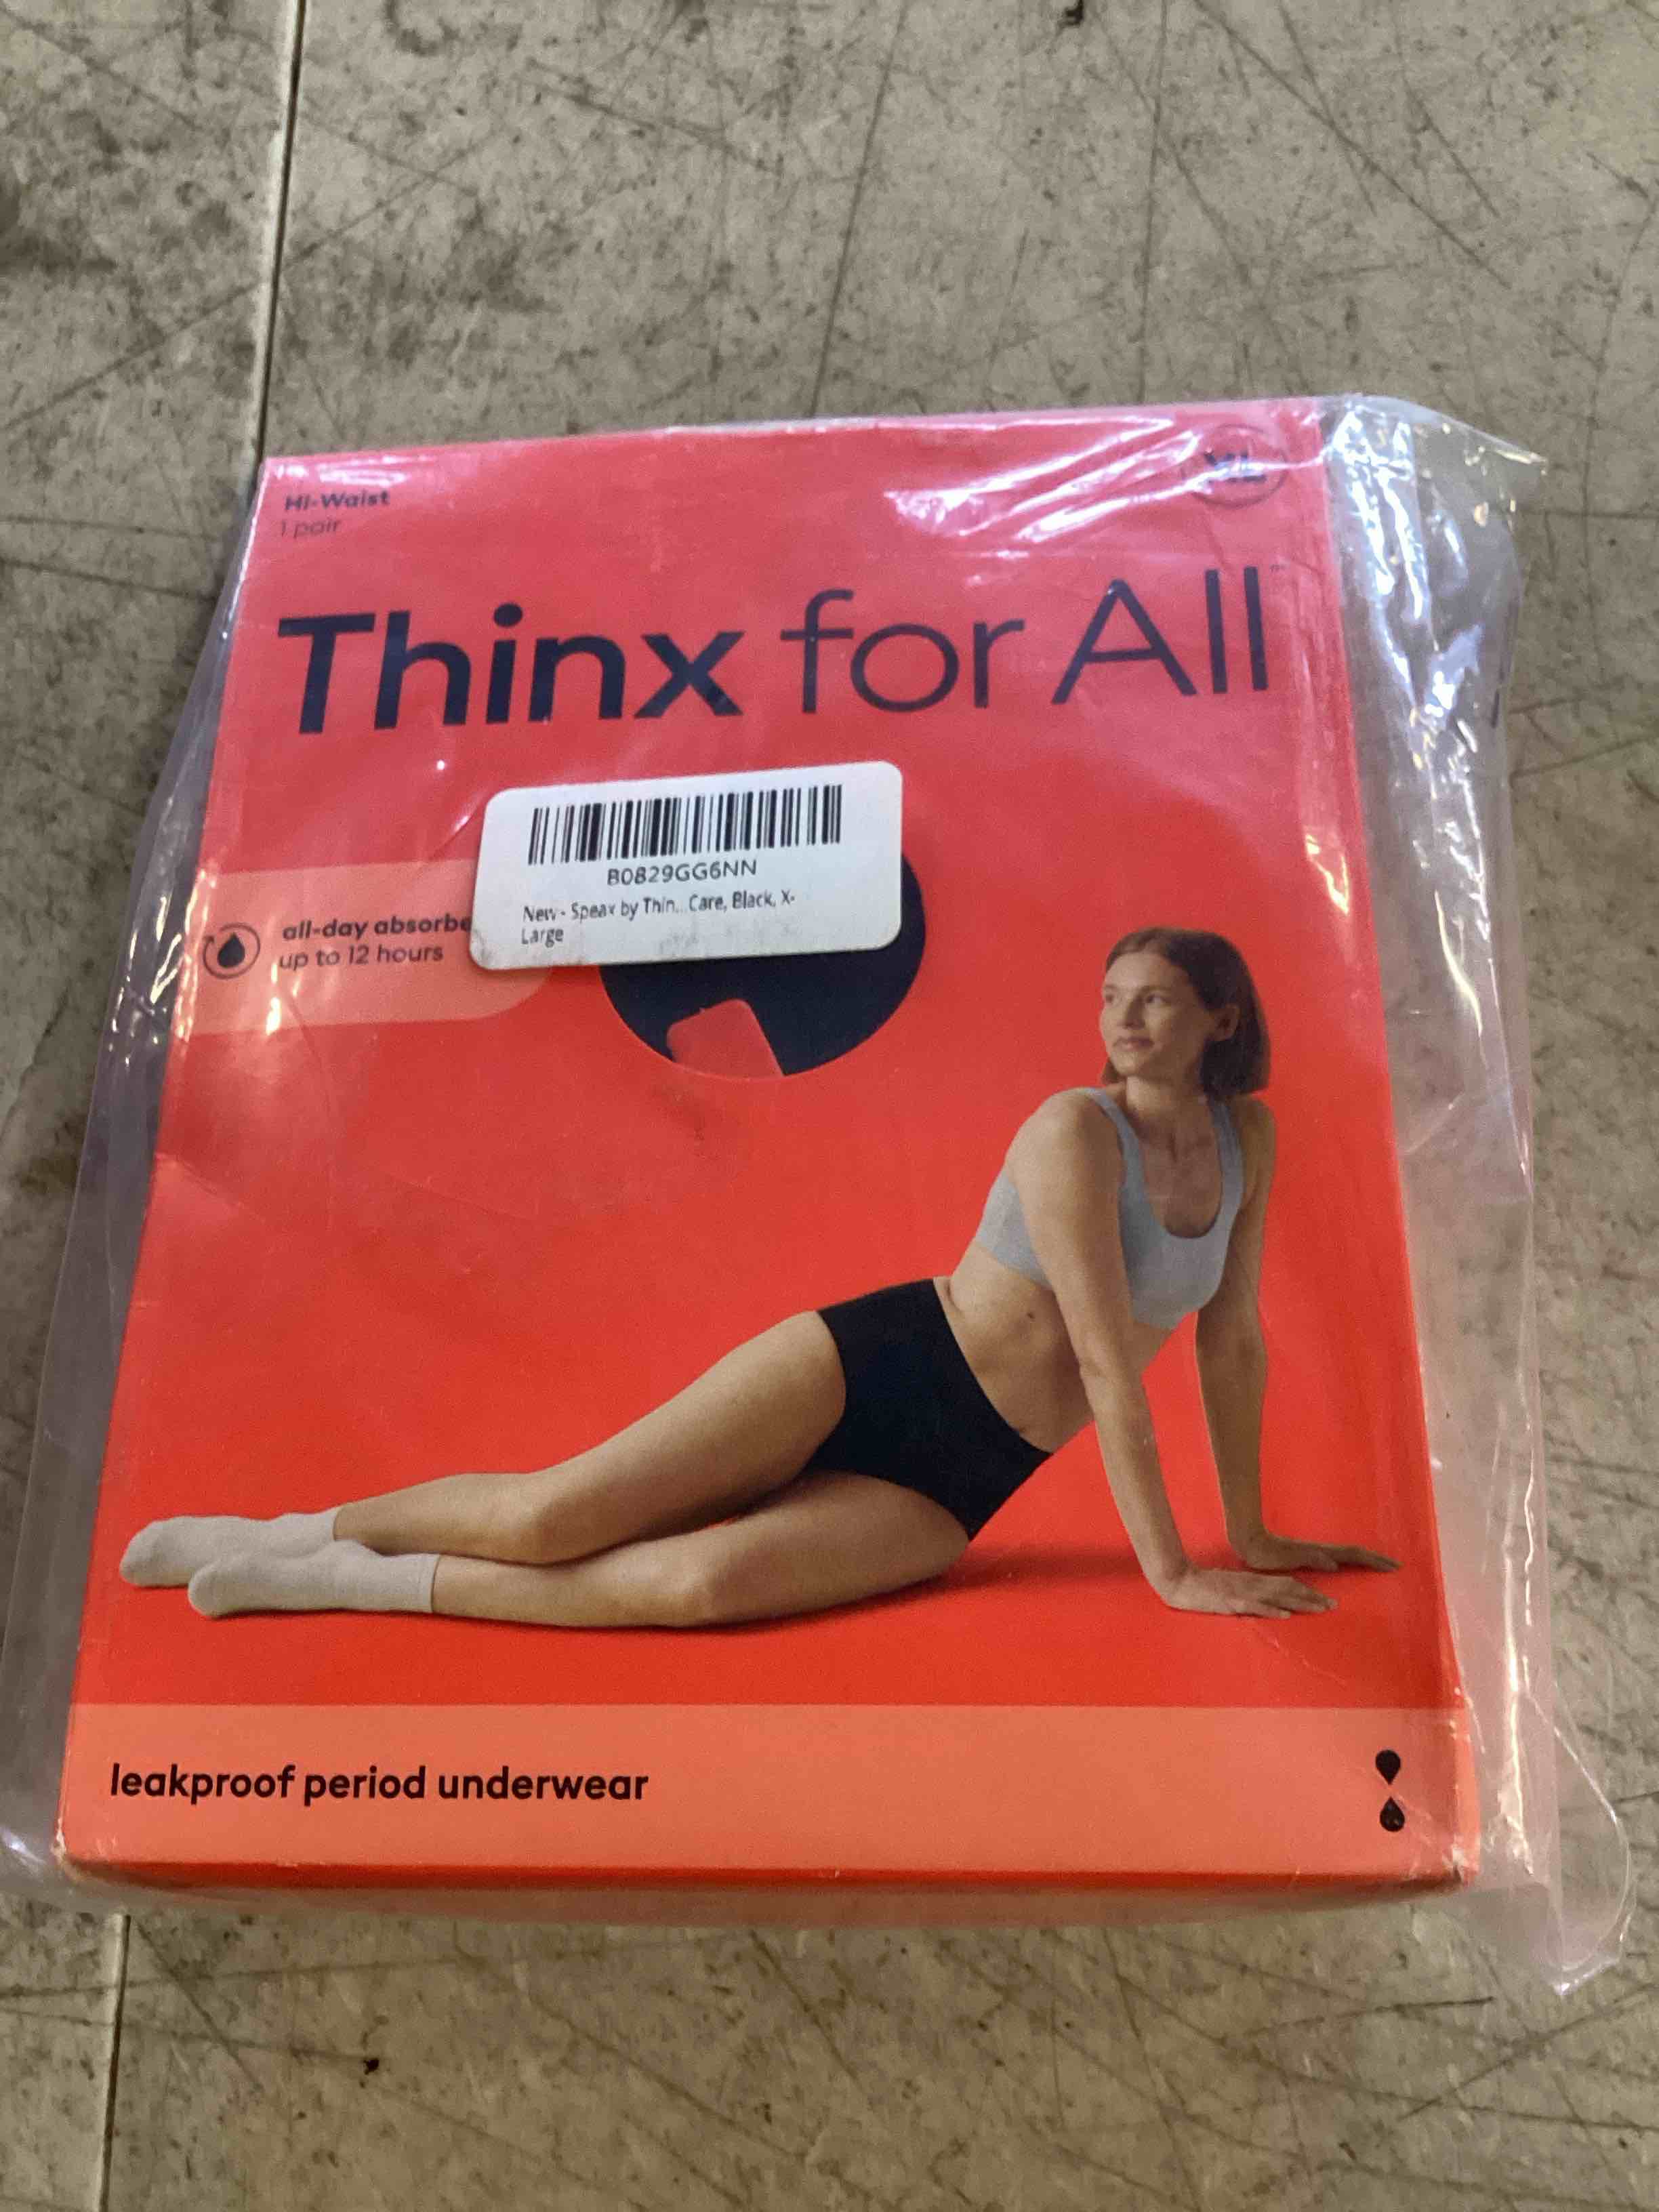 Hi-Waist
1 pair
XL
Thinx for All™
B0829GG6NN
New - Speax by Thin... Care, Black, X-
Large
all-day absorbe
up to 12 hours
leakproof period underwear